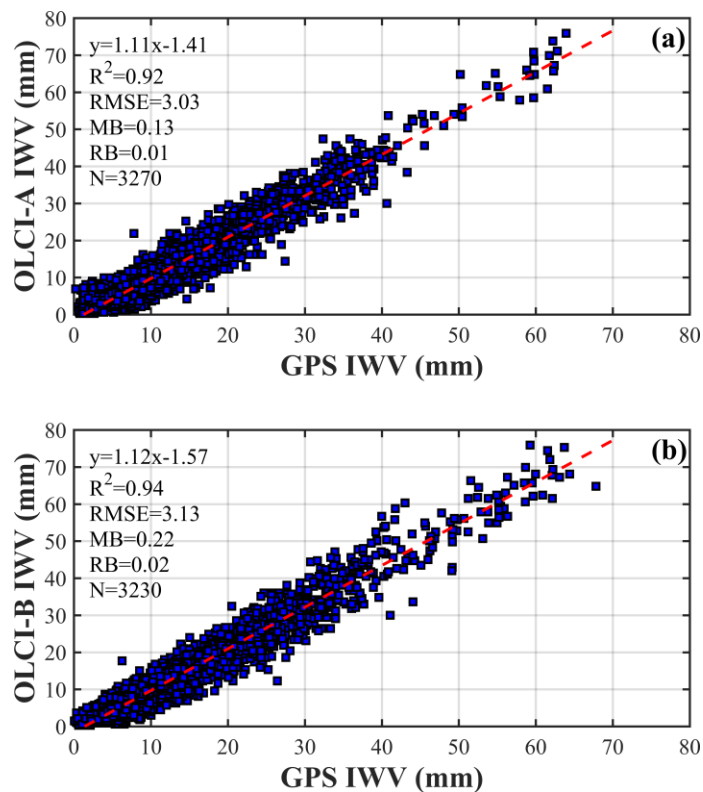 (a)
y=1.11x-1.41
R²=0.92
RMSE=3.03
MB=0.13
RB=0.01
N=3270
OLCI-A IWV (mm)
80
70
60
50
40
30
20
10
0
0 10 20 30 40 50 60 70 80
GPS IWV (mm)
(b)
y=1.12x-1.57
R²=0.94
RMSE=3.13
MB=0.22
RB=0.02
N=3230
OLCI-B IWV (mm)
80
70
60
50
40
30
20
10
0
0 10 20 30 40 50 60 70 80
GPS IWV (mm)